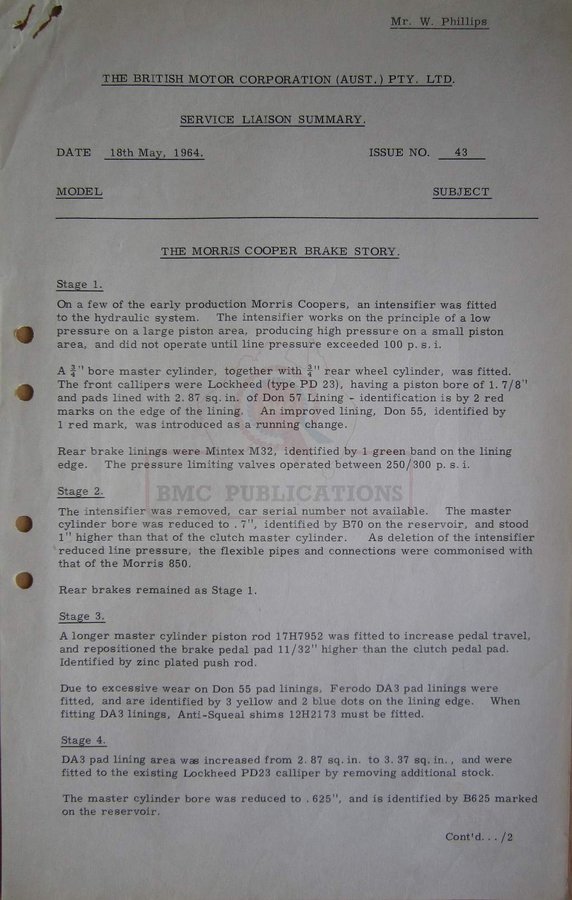 Mr. W. Phillips
THE BRITISH MOTOR CORPORATION (AUST.) PTY. LTD.
SERVICE LIAISON SUMMARY.
DATE 18th May, 1964. ISSUE NO. 43
MODEL SUBJECT
THE MORRIS COOPER BRAKE STORY.
Stage 1.
On a few of the early production Morris Coopers, an intensifier was fitted
to the hydraulic system. The intensifier works on the principle of a low
pressure on a large piston area, producing high pressure on a small piston
area, and did not operate until line pressure exceeded 100 p.s.i.
A ¾" bore master cylinder, together with ¾" rear wheel cylinder, was fitted.
The front callipers were Lockheed (type PD 23), having a piston bore of 1.7/8"
and pads lined with 2.87 sq.in. of Don 57 Lining - identification is by 2 red
marks on the edge of the lining. An improved lining, Don 55, identified by
1 red mark, was introduced as a running change.
Rear brake linings were Mintex M32, identified by 1 green band on the lining
edge. The pressure limiting valves operated between 250/300 p.s.i.
Stage 2.
BMC PUBLICATIONS
The intensifier was removed, car serial number not available. The master
cylinder bore was reduced to .7", identified by B70 on the reservoir, and stood
1" higher than that of the clutch master cylinder. As deletion of the intensifier
reduced line pressure, the flexible pipes and connections were commonised with
that of the Morris 850.
Rear brakes remained as Stage 1.
Stage 3.
A longer master cylinder piston rod 17H7952 was fitted to increase pedal travel,
and repositioned the brake pedal pad 11/32" higher than the clutch pedal pad.
Identified by zinc plated push rod.
Due to excessive wear on Don 55 pad linings, Ferodo DA3 pad linings were
fitted, and are identified by 3 yellow and 2 blue dots on the lining edge. When
fitting DA3 linings, Anti-Squeal shims 12H2173 must be fitted.
Stage 4.
DA3 pad lining area was increased from 2.87 sq.in. to 3.37 sq.in., and were
fitted to the existing Lockheed PD23 calliper by removing additional stock.
The master cylinder bore was reduced to .625", and is identified by B625 marked
on the reservoir.
Cont'd.../2